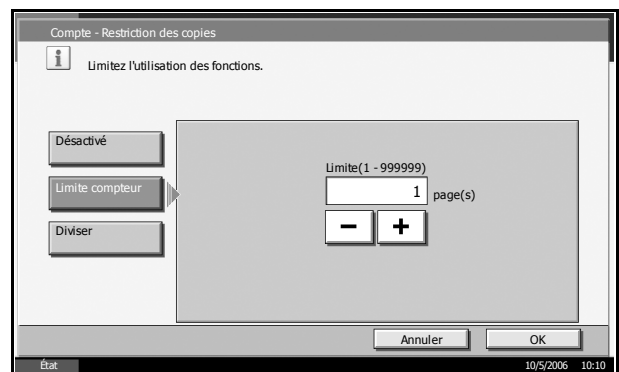 Compte - Restriction des copies
Limitez l'utilisation des fonctions.
Désactivé
Limite compteur
Diviser
Limite(1 - 999999)
1 page(s)
Annuler
OK
État
10/5/2006 10:10